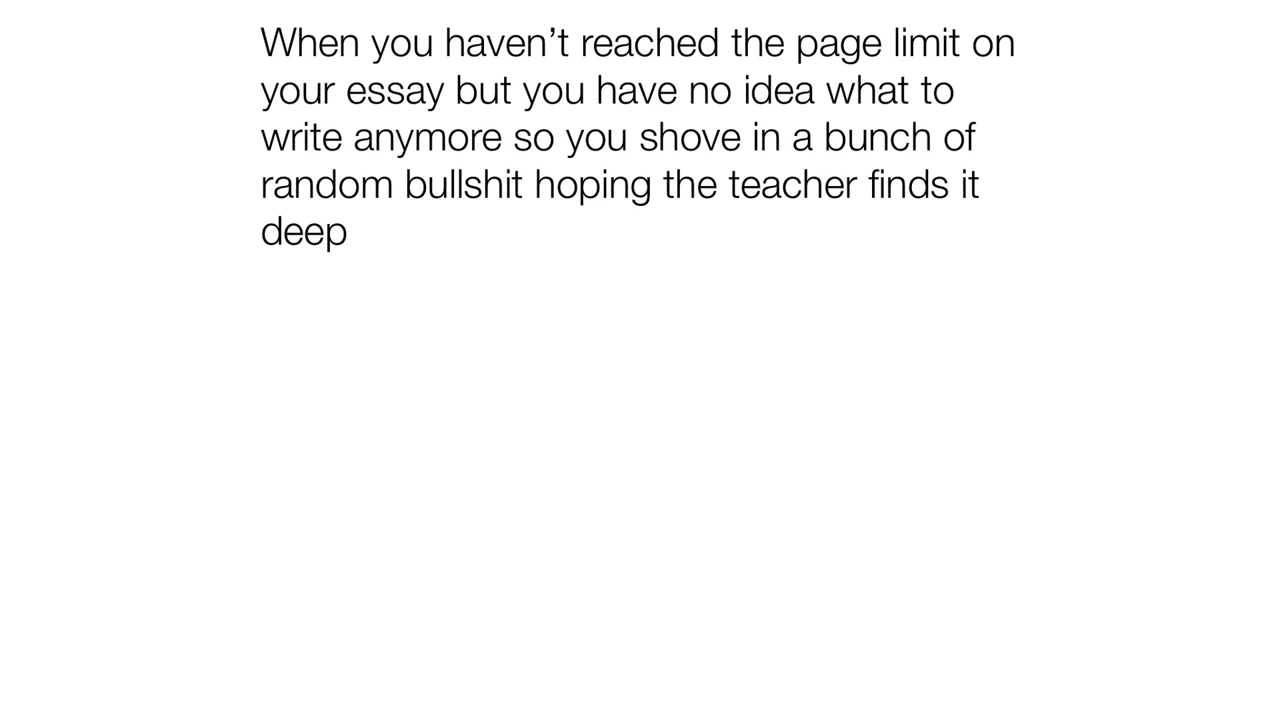 When you haven’t reached the page limit on
your essay but you have no idea what to
write anymore so you shove in a bunch of
random bullshit hoping the teacher finds it
deep